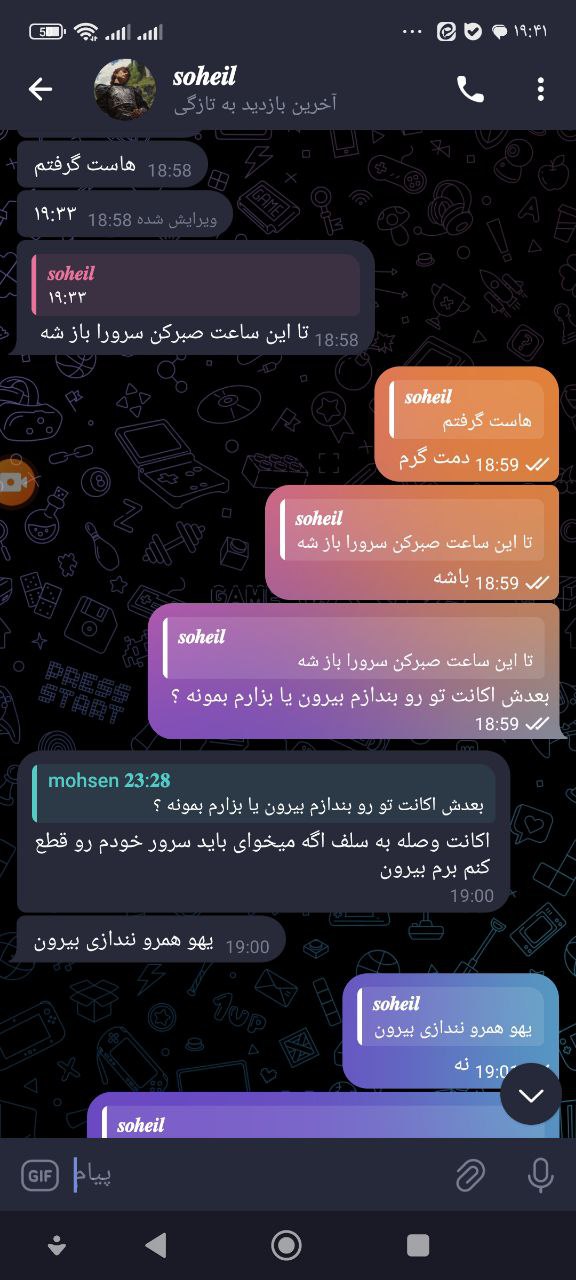 ۱۹:۴۱
50
soheil
آخرین بازدید به تازگی
هاست گرفتم
18:58
۱۹:۳۳
ویرایش شده 18:58
soheil
۱۹:۳۳
تا این ساعت صبرکن سرورا باز شه
18:58
soheil
هاست گرفتم
دمت گرم
18:59
soheil
تا این ساعت صبرکن سرورا باز شه
باشه
18:59
soheil
تا این ساعت صبرکن سرورا باز شه
بعدش اکانت تو رو بندازم بیرون یا بزارم بمونه ؟
18:59
mohsen 23:28
بعدش اکانت تو رو بندازم بیرون یا بزارم بمونه ؟
اکانت وصله به سلف اگه میخوای باید سرور خودم رو قطع
کنم برم بیرون
19:00
یهو همرو نندازی بیرون
19:00
soheil
یهو همرو نندازی بیرون
نه
soheil
GIF
پیام
GAME
PRESS
START
1UP